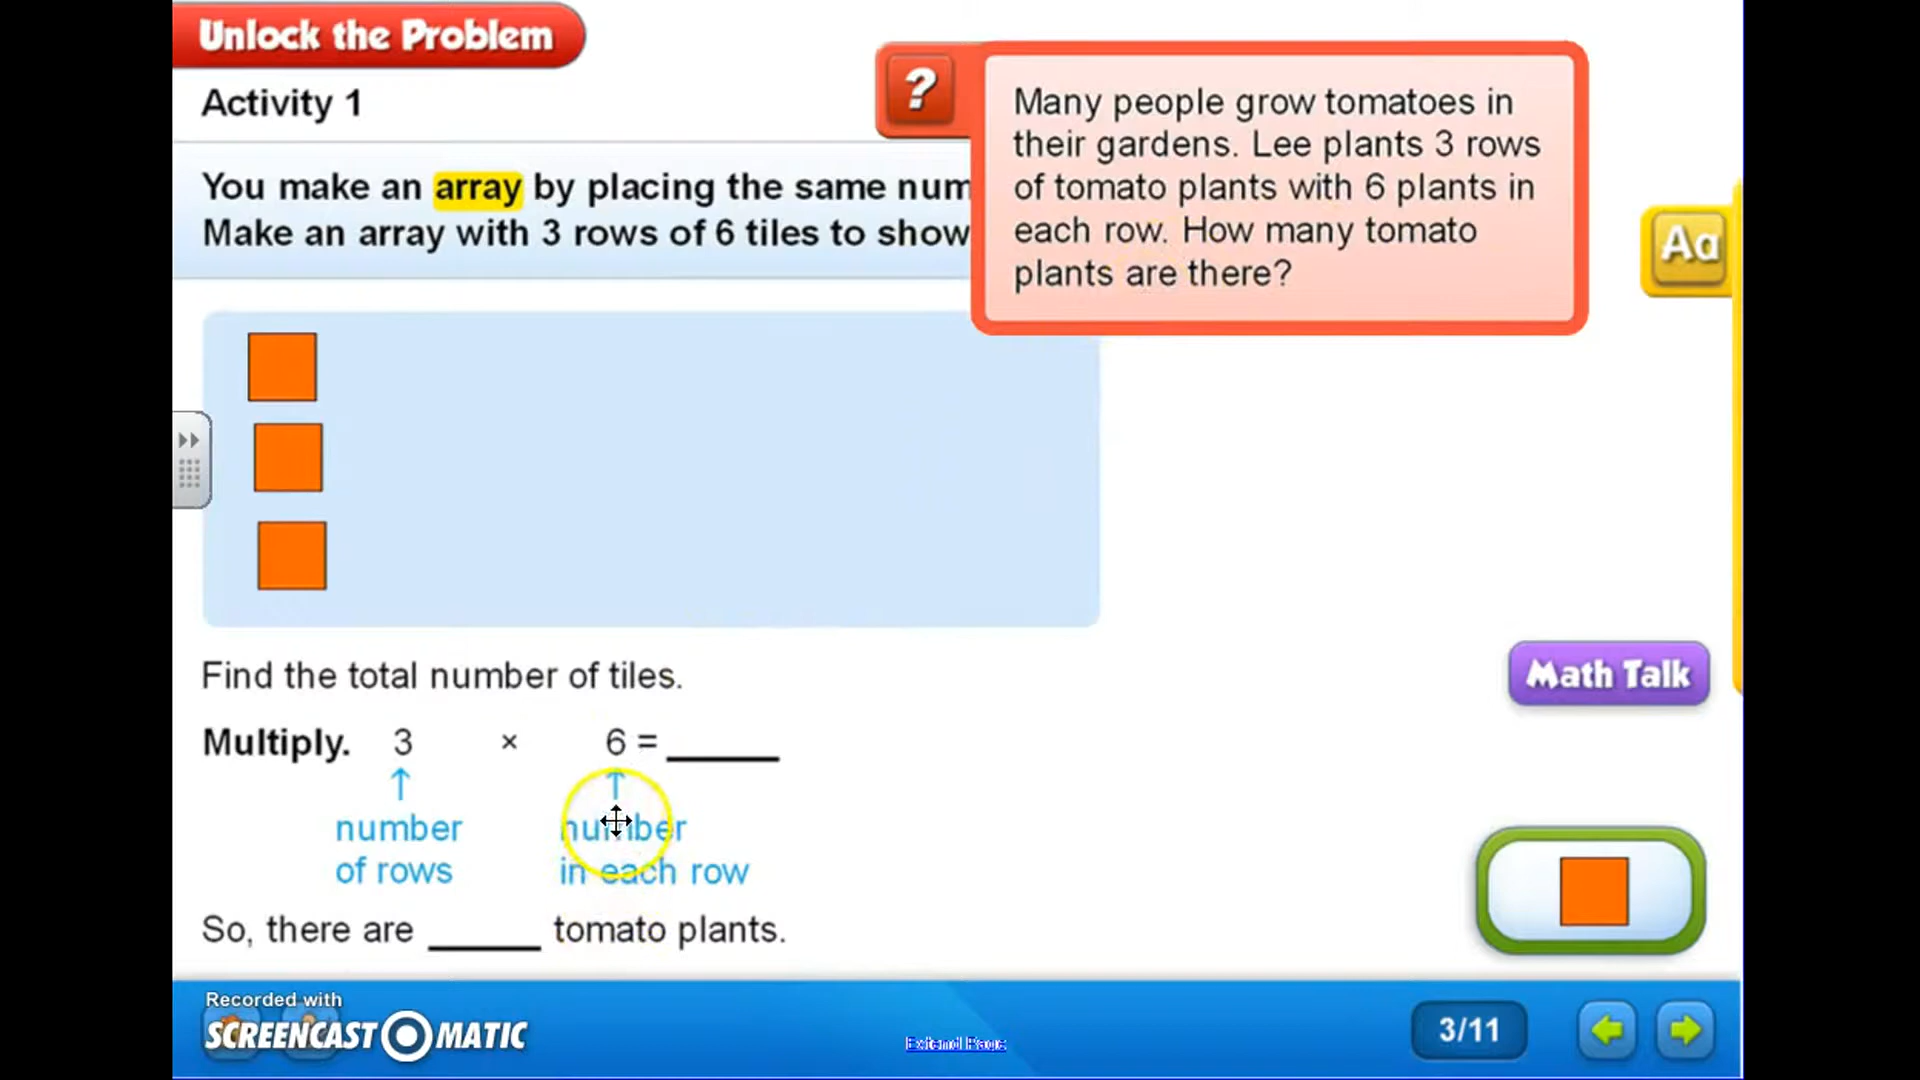 Unlock the Problem
Activity 1
?
Many people grow tomatoes in
their gardens. Lee plants 3 rows
of tomato plants with 6 plants in
each row. How many tomato
plants are there?
You make an array by placing the same num
Make an array with 3 rows of 6 tiles to show
Aa
Find the total number of tiles.
Math Talk
Multiply. 3 × 6 = ____
↑ ↑
number number
of rows in each row
So, there are ____ tomato plants.
Recorded with
SCREENCAST MATIC
Extend Page
3/11